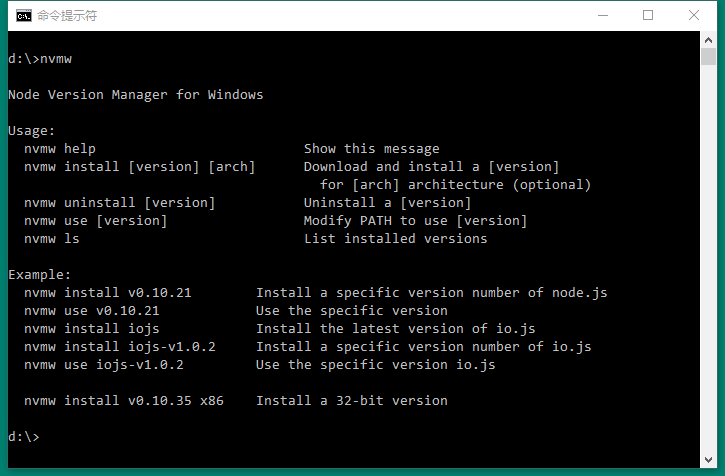 命令提示符
d:\>nvmw
Node Version Manager for Windows
Usage:
nvmw help Show this message
nvmw install [version] [arch] Download and install a [version]
for [arch] architecture (optional)
nvmw uninstall [version] Uninstall a [version]
nvmw use [version] Modify PATH to use [version]
nvmw ls List installed versions
Example:
nvmw install v0.10.21 Install a specific version number of node.js
nvmw use v0.10.21 Use the specific version
nvmw install iojs Install the latest version of io.js
nvmw install iojs-v1.0.2 Install a specific version number of io.js
nvmw use iojs-v1.0.2 Use the specific version io.js
nvmw install v0.10.35 x86 Install a 32-bit version
d:\>